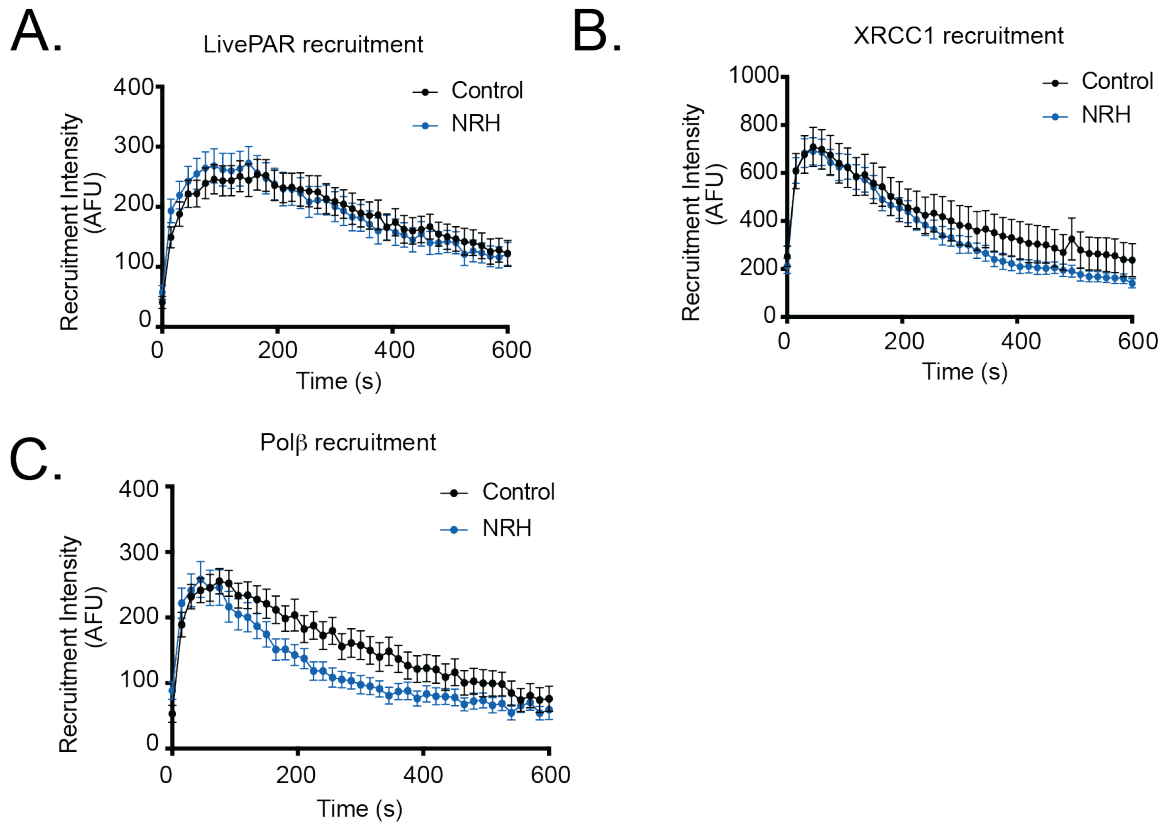 A.
LivePAR recruitment
Control
NRH
400
300
200
100
0
Recruitment Intensity
(AFU)
0 200 400 600
Time (s)
B.
XRCC1 recruitment
Control
NRH
1000
800
600
400
200
0
Recruitment Intensity
(AFU)
0 200 400 600
Time (s)
C.
Polβ recruitment
Control
NRH
400
300
200
100
0
Recruitment Intensity
(AFU)
0 200 400 600
Time (s)